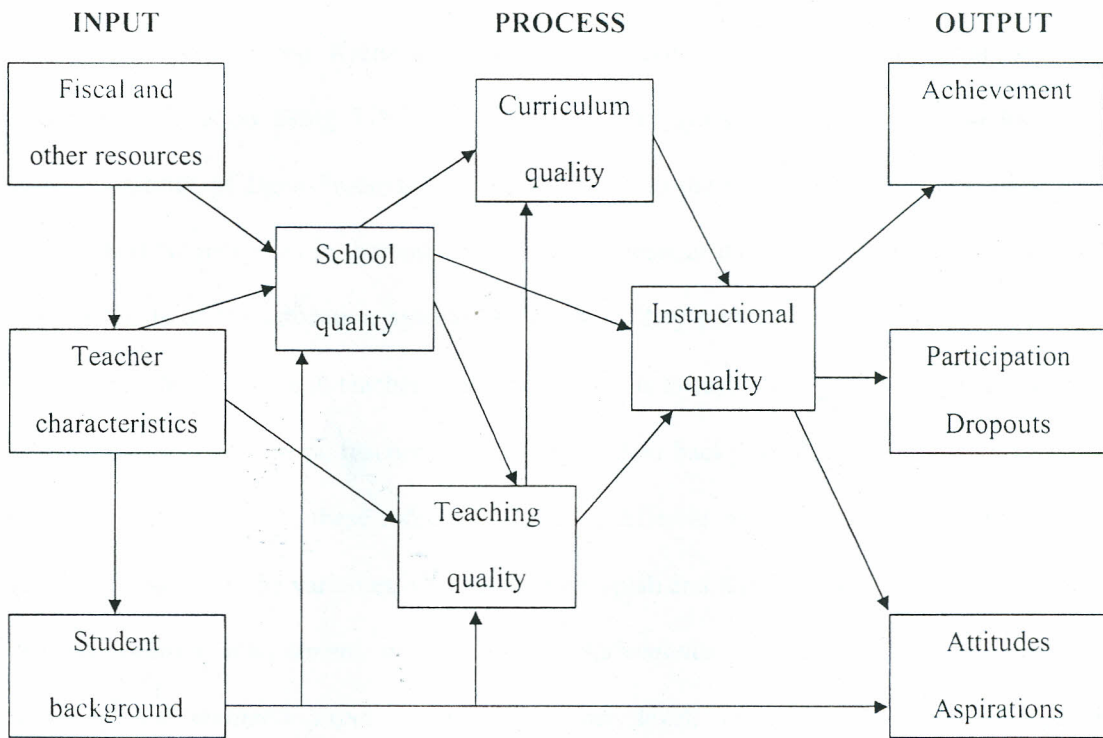 INPUT
PROCESS
OUTPUT
Fiscal and
other resources
Curriculum
quality
Achievement
School
quality
Instructional
quality
Teacher
characteristics
Participation
Dropouts
Teaching
quality
Student
background
Attitudes
Aspirations